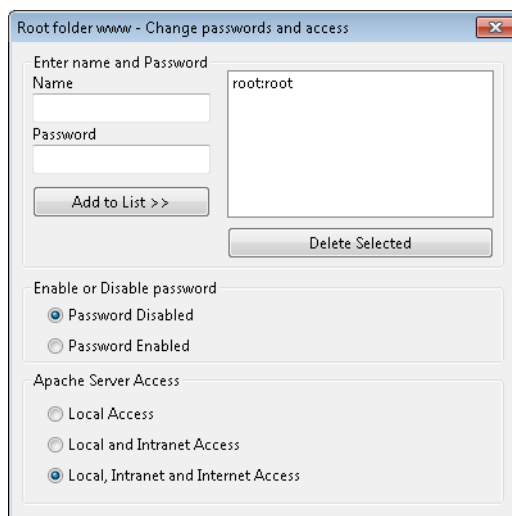 Root folder www - Change passwords and access
Enter name and Password
Name
root:root
Password
Add to List >>
Delete Selected
Enable or Disable password
Password Disabled
Password Enabled
Apache Server Access
Local Access
Local and Intranet Access
Local, Intranet and Internet Access